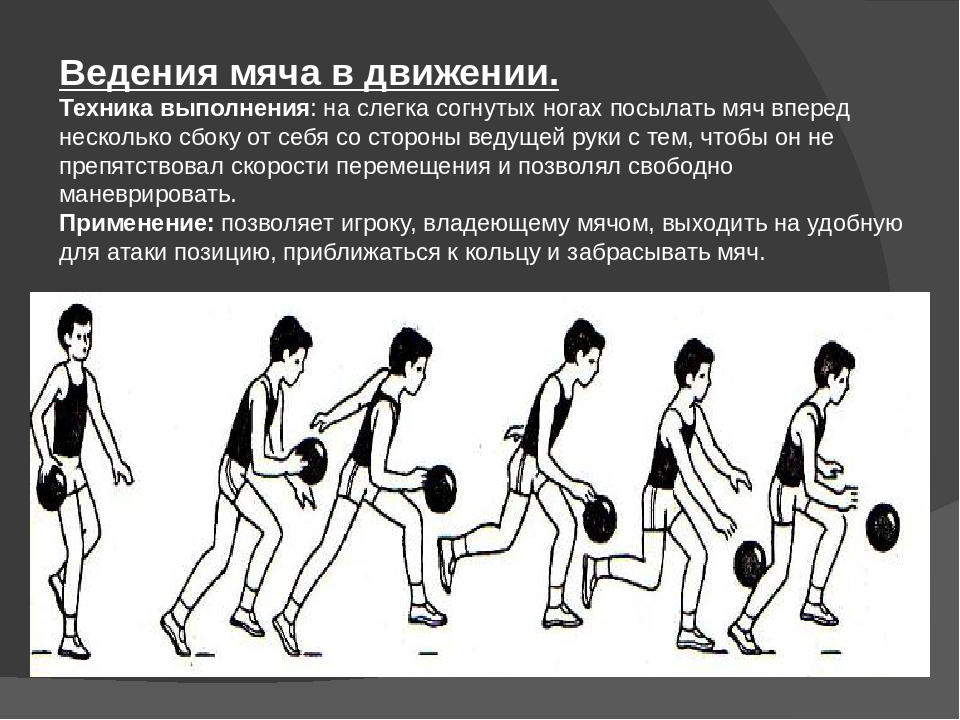 Ведения мяча в движении.
Техника выполнения: на слегка согнутых ногах посылать мяч вперед
несколько сбоку от себя со стороны ведущей руки с тем, чтобы он не
препятствовал скорости перемещения и позволял свободно
маневрировать.
Применение: позволяет игроку, владеющему мячом, выходить на удобную
для атаки позицию, приближаться к кольцу и забрасывать мяч.